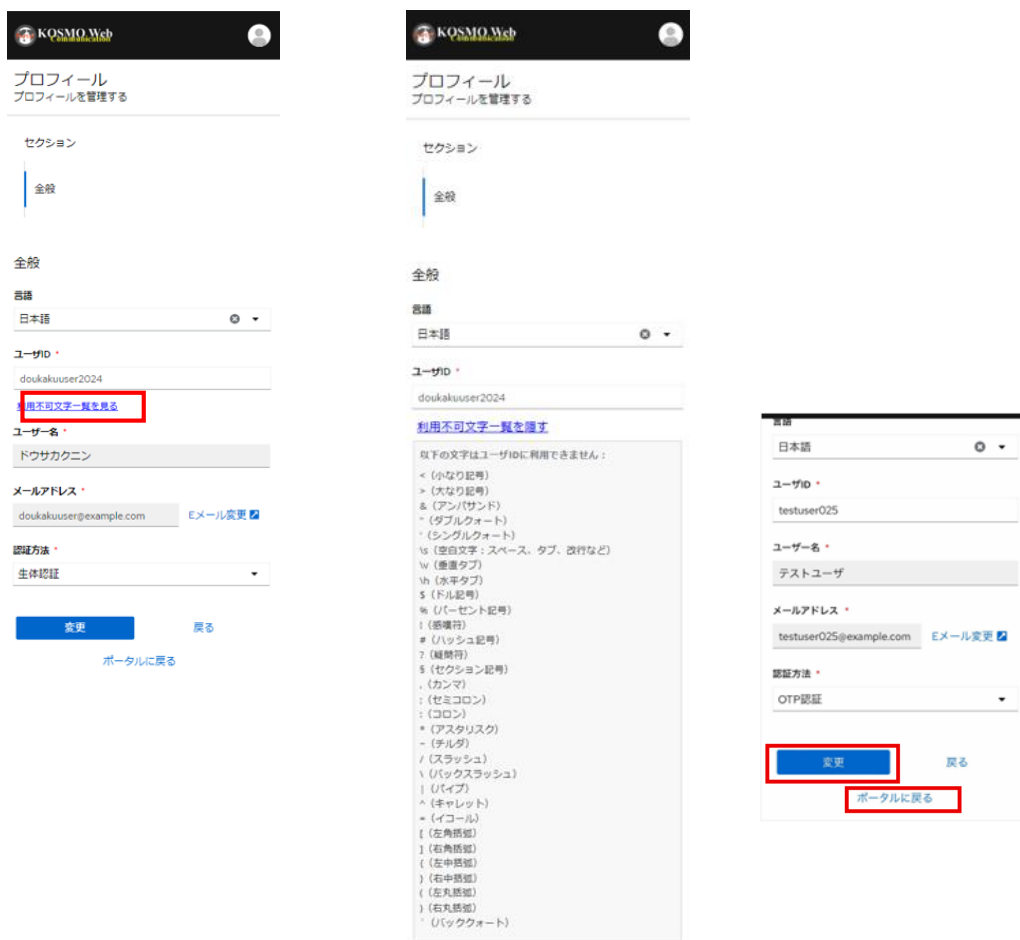 KOSMO Web
Communication
プロフィール
プロフィールを管理する
セクション
全般
全般
言語
日本語
ユーザID *
doukakuuser2024
利用不可文字一覧を見る
ユーザー名 *
ドウサカクニン
メールアドレス *
doukakuuser@example.com Eメール変更
認証方法 *
生体認証
変更 戻る
ポータルに戻る
KOSMO Web
Communication
プロフィール
プロフィールを管理する
セクション
全般
全般
言語
日本語
ユーザID *
doukakuuser2024
利用不可文字一覧を隠す
以下の文字はユーザIDに利用できません：
< （小なり記号）
> （大なり記号）
& （アンパサンド）
" （ダブルクォート）
' （シングルクォート）
\s （空白文字：スペース、タブ、改行など）
\v （垂直タブ）
\h （水平タブ）
$ （ドル記号）
% （パーセント記号）
! （感嘆符）
# （ハッシュ記号）
? （疑問符）
§ （セクション記号）
, （カンマ）
; （セミコロン）
: （コロン）
* （アスタリスク）
~ （チルダ）
/ （スラッシュ）
\ （バックスラッシュ）
| （パイプ）
^ （キャレット）
= （イコール）
[ （左角括弧）
] （右角括弧）
{ （左中括弧）
} （右中括弧）
( （左丸括弧）
) （右丸括弧）
` （バッククォート）
言語
日本語
ユーザID *
testuser025
ユーザー名 *
テストユーザ
メールアドレス *
testuser025@example.com Eメール変更
認証方法 *
OTP認証
変更 戻る
ポータルに戻る